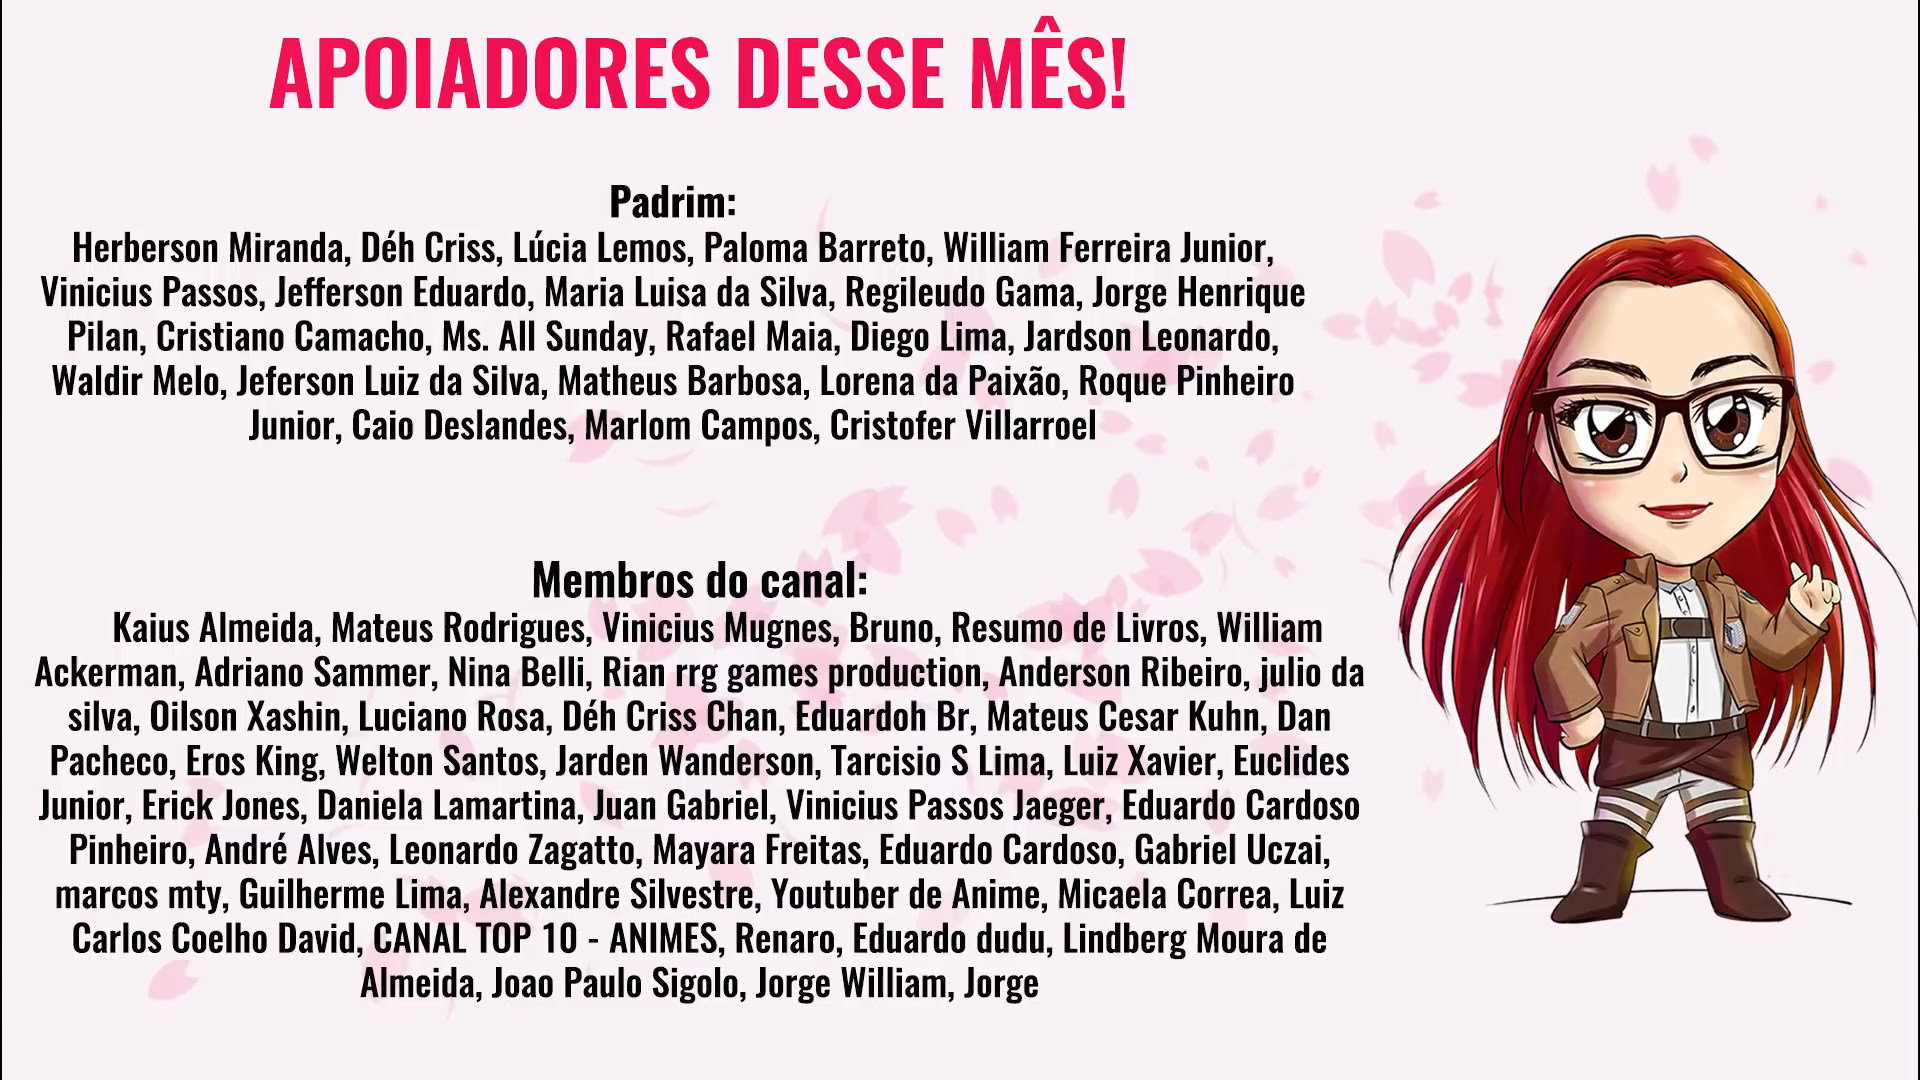 APOIADORES DESSE MÊS!
Padrim:
Herberson Miranda, Déh Criss, Lúcia Lemos, Paloma Barreto, William Ferreira Junior,
Vinicius Passos, Jefferson Eduardo, Maria Luisa da Silva, Regileudo Gama, Jorge Henrique
Pilan, Cristiano Camacho, Ms. All Sunday, Rafael Maia, Diego Lima, Jardson Leonardo,
Waldir Melo, Jeferson Luiz da Silva, Matheus Barbosa, Lorena da Paixão, Roque Pinheiro
Junior, Caio Deslandes, Marlom Campos, Cristofer Villarroel
Membros do canal:
Kaius Almeida, Mateus Rodrigues, Vinicius Mugnes, Bruno, Resumo de Livros, William
Ackerman, Adriano Sammer, Nina Belli, Rian rrg games production, Anderson Ribeiro, julio da
silva, Oilson Xashin, Luciano Rosa, Déh Criss Chan, Eduardoh Br, Mateus Cesar Kuhn, Dan
Pacheco, Eros King, Welton Santos, Jarden Wanderson, Tarcisio S Lima, Luiz Xavier, Euclides
Junior, Erick Jones, Daniela Lamartina, Juan Gabriel, Vinicius Passos Jaeger, Eduardo Cardoso
Pinheiro, André Alves, Leonardo Zagatto, Mayara Freitas, Eduardo Cardoso, Gabriel Uczai,
marcos mty, Guilherme Lima, Alexandre Silvestre, Youtuber de Anime, Micaela Correa, Luiz
Carlos Coelho David, CANAL TOP 10 - ANIMES, Renaro, Eduardo dudu, Lindberg Moura de
Almeida, Joao Paulo Sigolo, Jorge William, Jorge